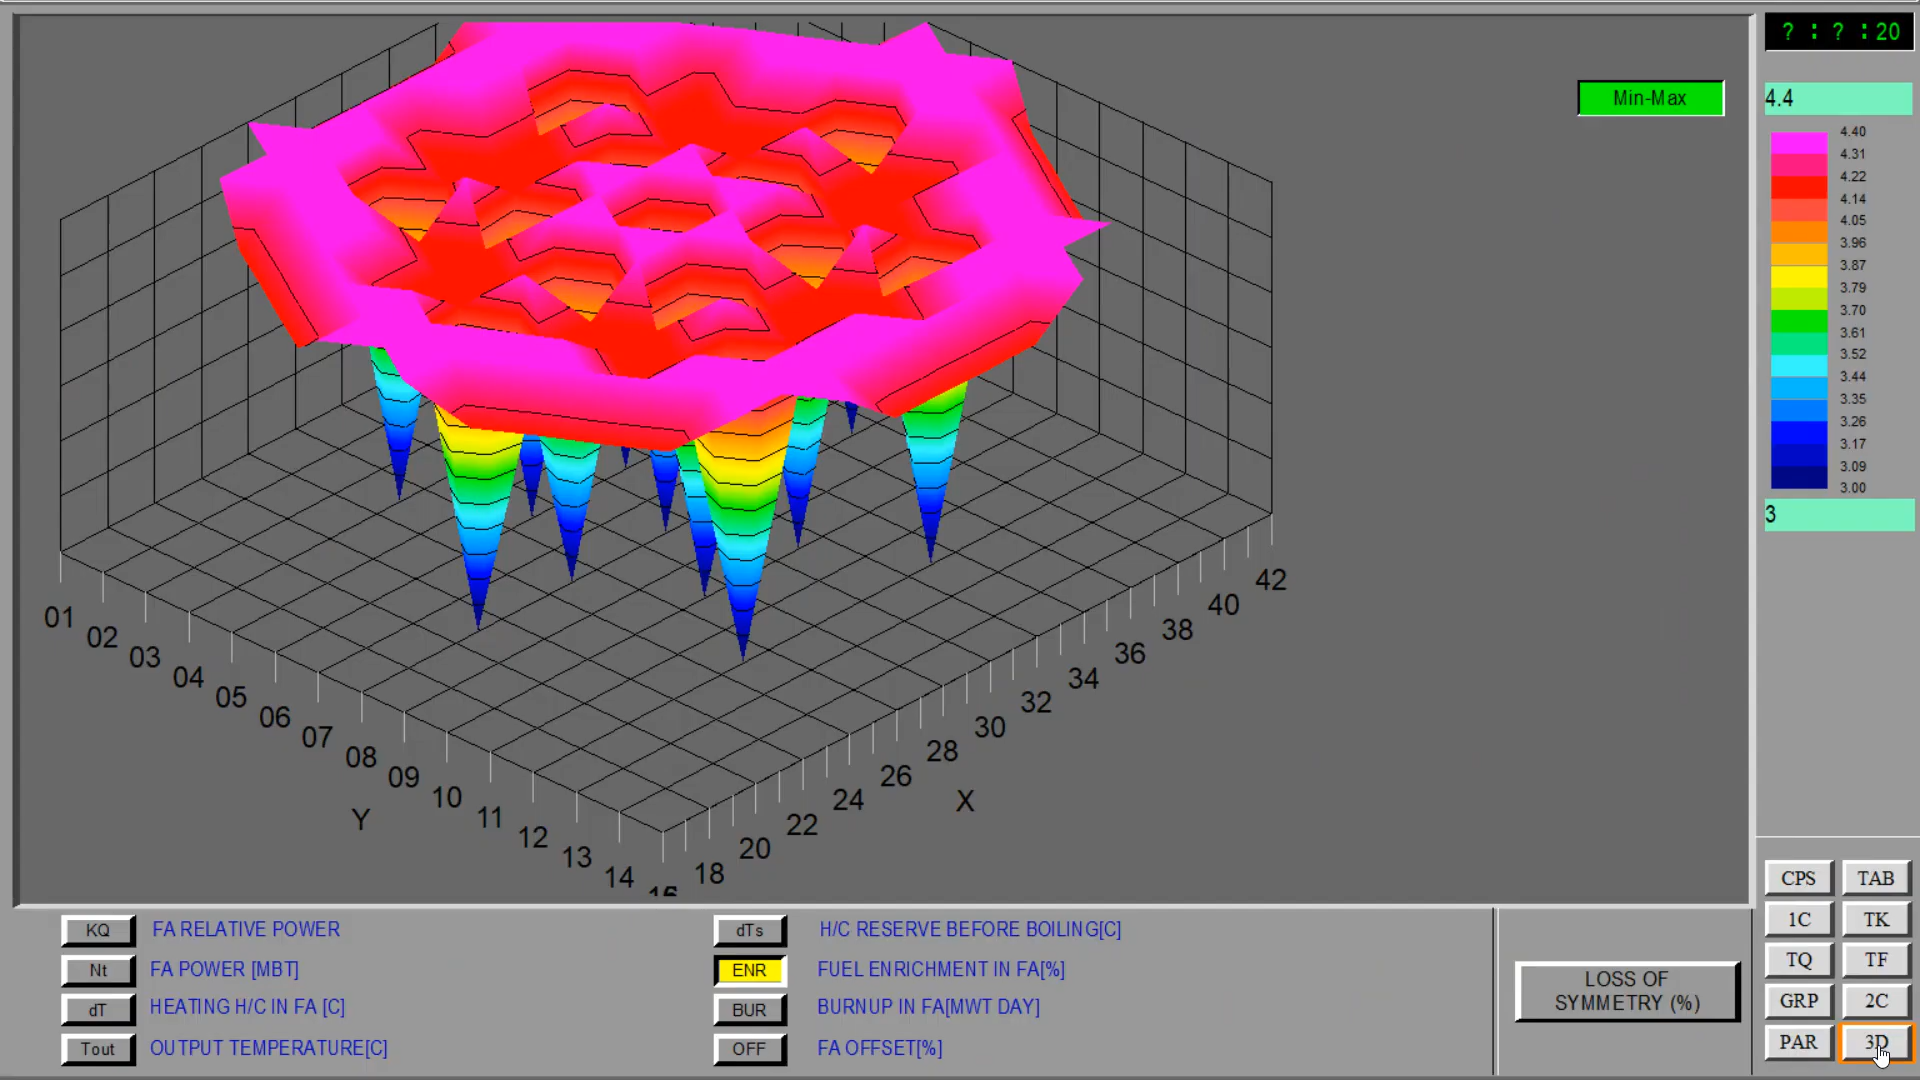 ? : ? : 20
Min-Max
4.4
4.40
4.31
4.22
4.14
4.05
3.96
3.87
3.79
3.70
3.61
3.52
3.44
3.35
3.26
3.17
3.09
3.00
3
01
02
03
04
05
06
07
08
09
10
11
12
13
14
Y
18
20
22
24
26
28
30
32
34
36
38
40
42
X
CPS TAB
1C TK
TQ TF
GRP 2C
PAR 3D
KQ FA RELATIVE POWER
Nt FA POWER [MBT]
dT HEATING H/C IN FA [C]
Tout OUTPUT TEMPERATURE[C]
dTs H/C RESERVE BEFORE BOILING[C]
ENR FUEL ENRICHMENT IN FA[%]
BUR BURNUP IN FA[MWT DAY]
OFF FA OFFSET[%]
LOSS OF
SYMMETRY (%)